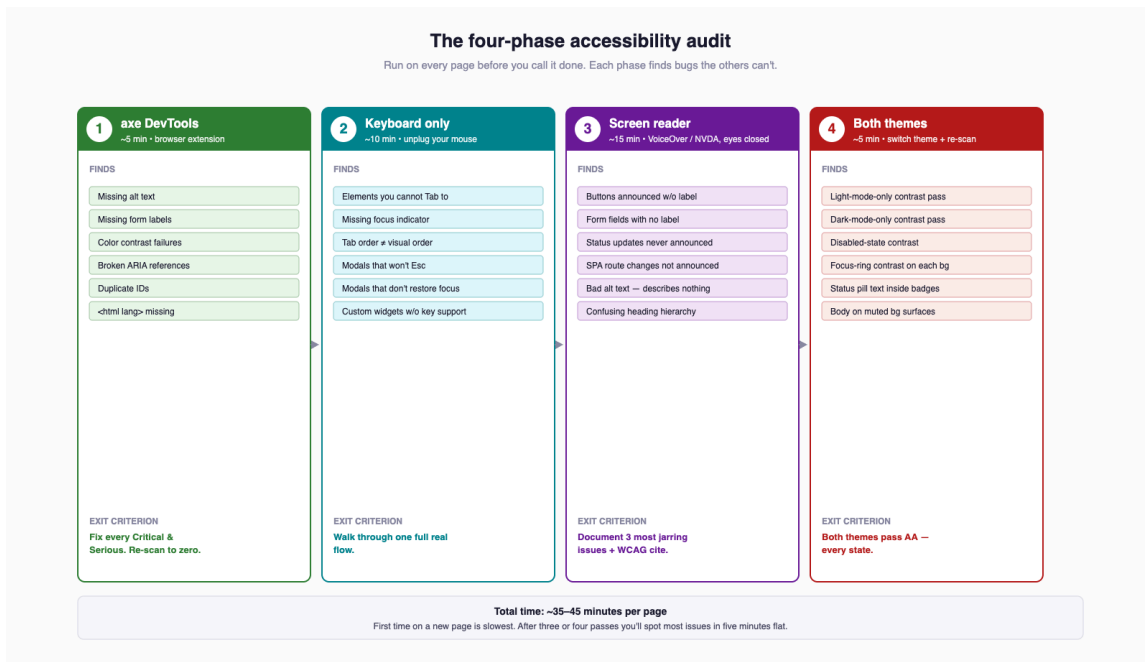 The four-phase accessibility audit
Run on every page before you call it done. Each phase finds bugs the others can't.
1
axe DevTools
~5 min • browser extension
FINDS
Missing alt text
Missing form labels
Color contrast failures
Broken ARIA references
Duplicate IDs
<html lang> missing
EXIT CRITERION
Fix every Critical &
Serious. Re-scan to zero.
2
Keyboard only
~10 min • unplug your mouse
FINDS
Elements you cannot Tab to
Missing focus indicator
Tab order ≠ visual order
Modals that won't Esc
Modals that don't restore focus
Custom widgets w/o key support
EXIT CRITERION
Walk through one full real
flow.
3
Screen reader
~15 min • VoiceOver / NVDA, eyes closed
FINDS
Buttons announced w/o label
Form fields with no label
Status updates never announced
SPA route changes not announced
Bad alt text — describes nothing
Confusing heading hierarchy
EXIT CRITERION
Document 3 most jarring
issues + WCAG cite.
4
Both themes
~5 min • switch theme + re-scan
FINDS
Light-mode-only contrast pass
Dark-mode-only contrast pass
Disabled-state contrast
Focus-ring contrast on each bg
Status pill text inside badges
Body on muted bg surfaces
EXIT CRITERION
Both themes pass AA —
every state.
Total time: ~35–45 minutes per page
First time on a new page is slowest. After three or four passes you'll spot most issues in five minutes flat.